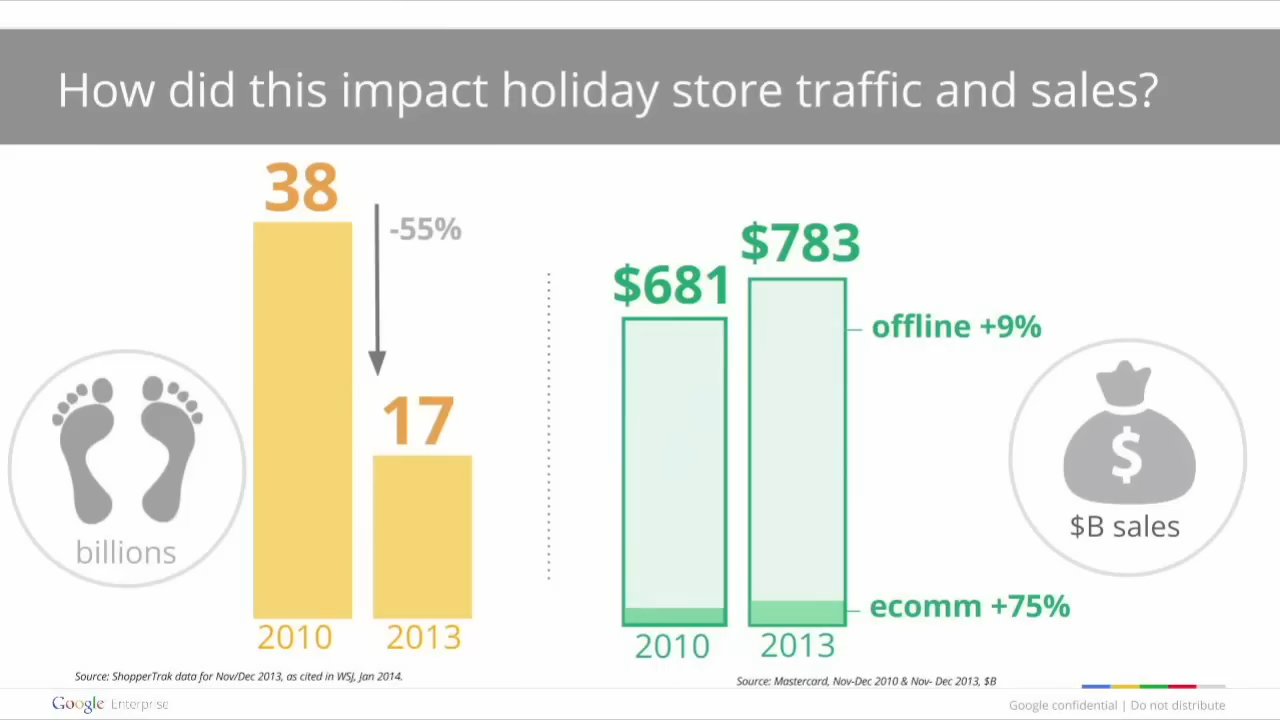 How did this impact holiday store traffic and sales?
38
-55%
17
billions
2010
2013
$681
$783
offline +9%
ecomm +75%
2010
2013
$
$B sales
Source: ShopperTrak data for Nov/Dec 2013, as cited in WSJ, Jan 2014.
Source: Mastercard, Nov-Dec 2010 & Nov- Dec 2013, $B
Google Enterprise
Google confidential | Do not distribute